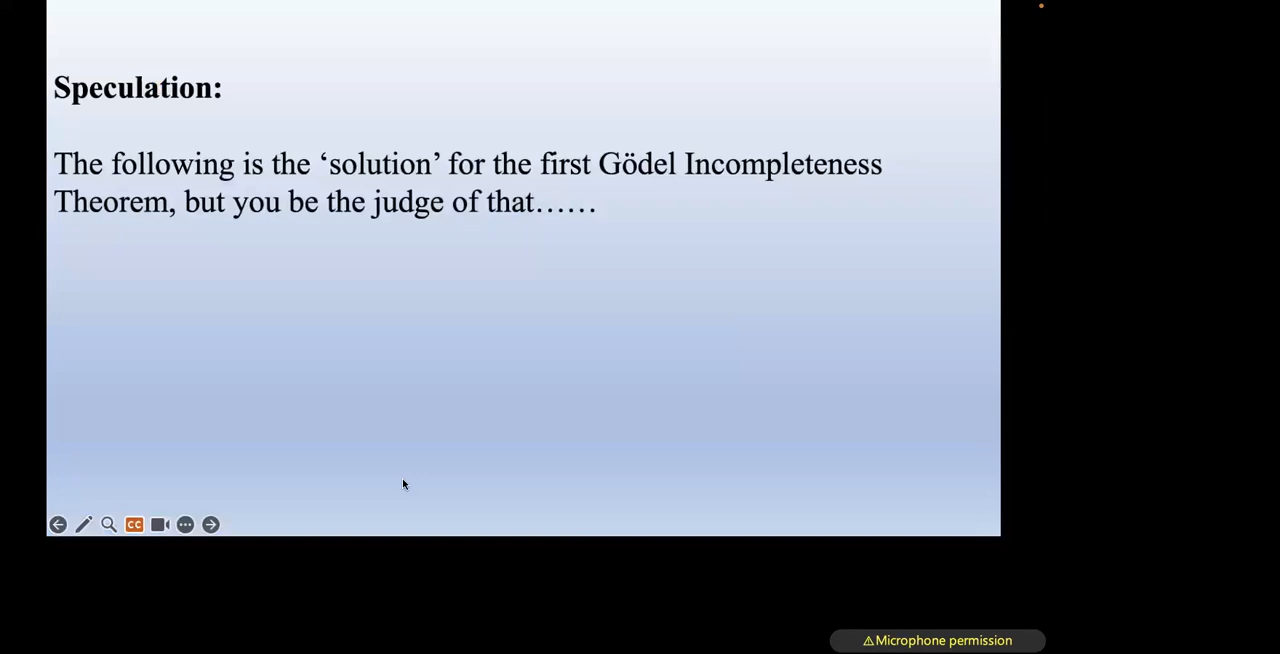 Speculation:
The following is the ‘solution’ for the first Gödel Incompleteness
Theorem, but you be the judge of that……
CC
⚠Microphone permission